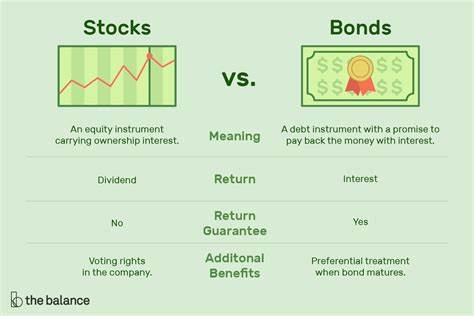 Stocks
Bonds
vs.
$$ $$
$$ $$
An equity instrument
carrying ownership interest.
Meaning
A debt instrument with a promise to
pay back the money with interest.
Dividend
Return
Interest
No
Return
Guarantee
Yes
Voting rights
in the company.
Additonal
Benefits
Preferential treatment
when bond matures.
the balance